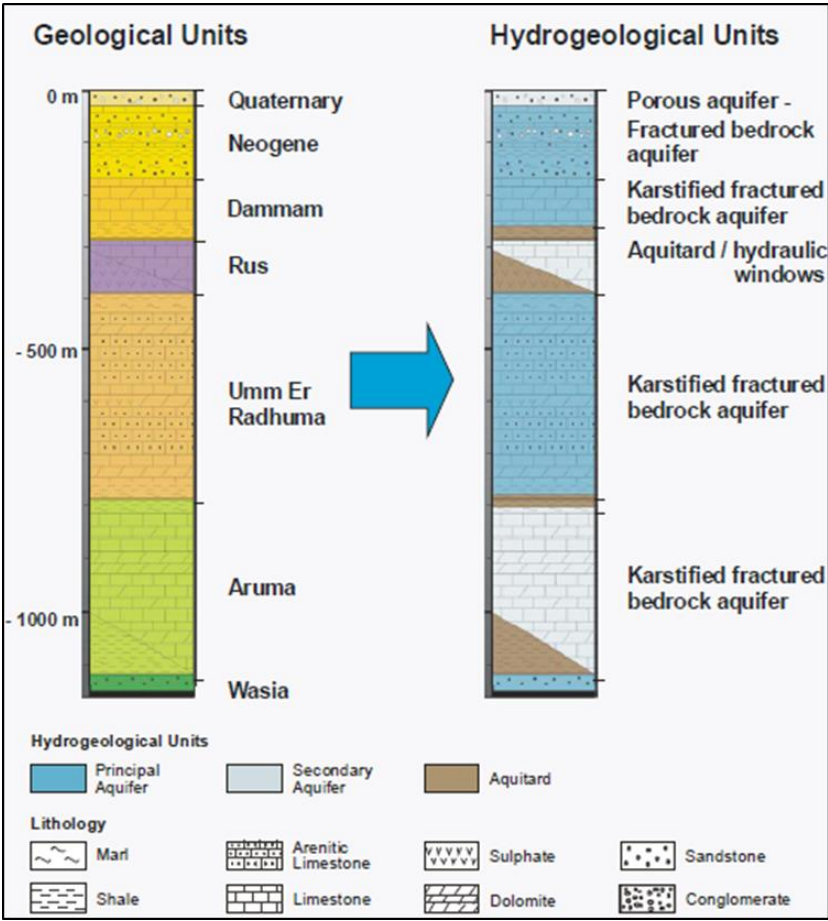 Geological Units
Hydrogeological Units
0 m
Quaternary
Neogene
Dammam
Rus
- 500 m
Umm Er
Radhuma
Aruma
- 1000 m
Wasia
Porous aquifer -
Fractured bedrock
aquifer
Karstified fractured
bedrock aquifer
Aquitard / hydraulic
windows
Karstified fractured
bedrock aquifer
Karstified fractured
bedrock aquifer
Hydrogeological Units
Principal
Aquifer
Secondary
Aquifer
Aquitard
Lithology
Marl
Arenitic
Limestone
Sulphate
Sandstone
Shale
Limestone
Dolomite
Conglomerate